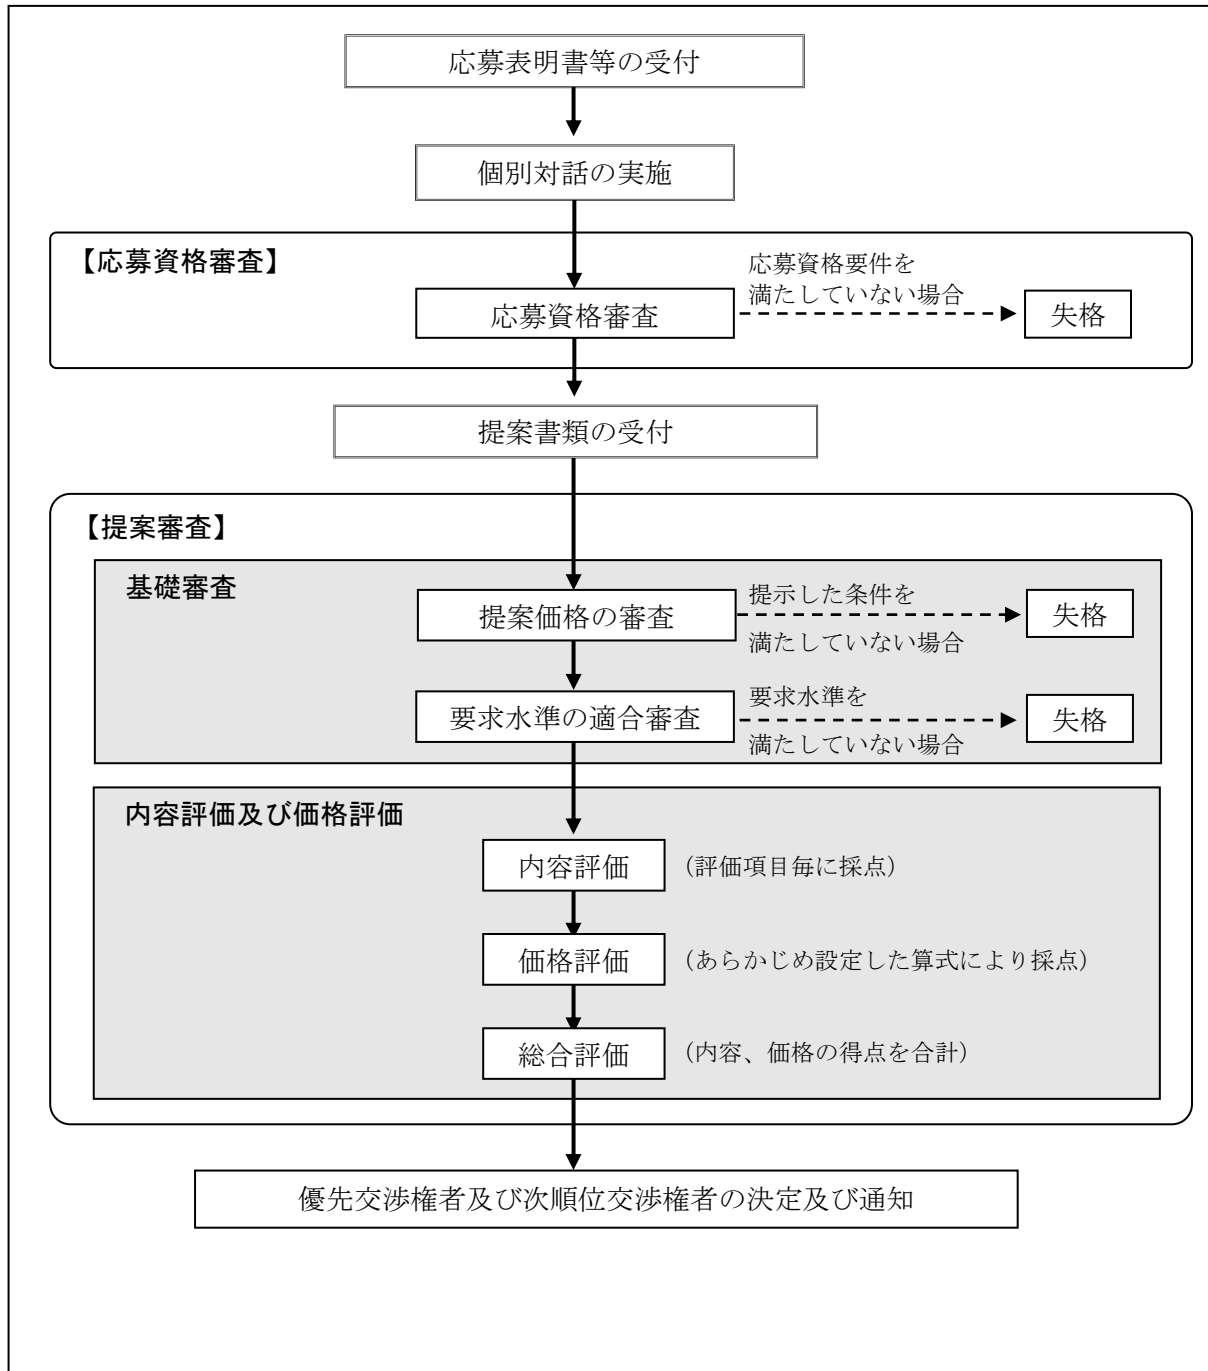 応募表明書等の受付
個別対話の実施
【応募資格審査】
応募資格要件を
満たしていない場合
応募資格審査
失格
提案書類の受付
【提案審査】
基礎審査
提案価格の審査
提示した条件を
満たしていない場合
失格
要求水準の適合審査
要求水準を
満たしていない場合
失格
内容評価及び価格評価
内容評価
（評価項目毎に採点）
価格評価
（あらかじめ設定した算式により採点）
総合評価
（内容、価格の得点を合計）
優先交渉権者及び次順位交渉権者の決定及び通知